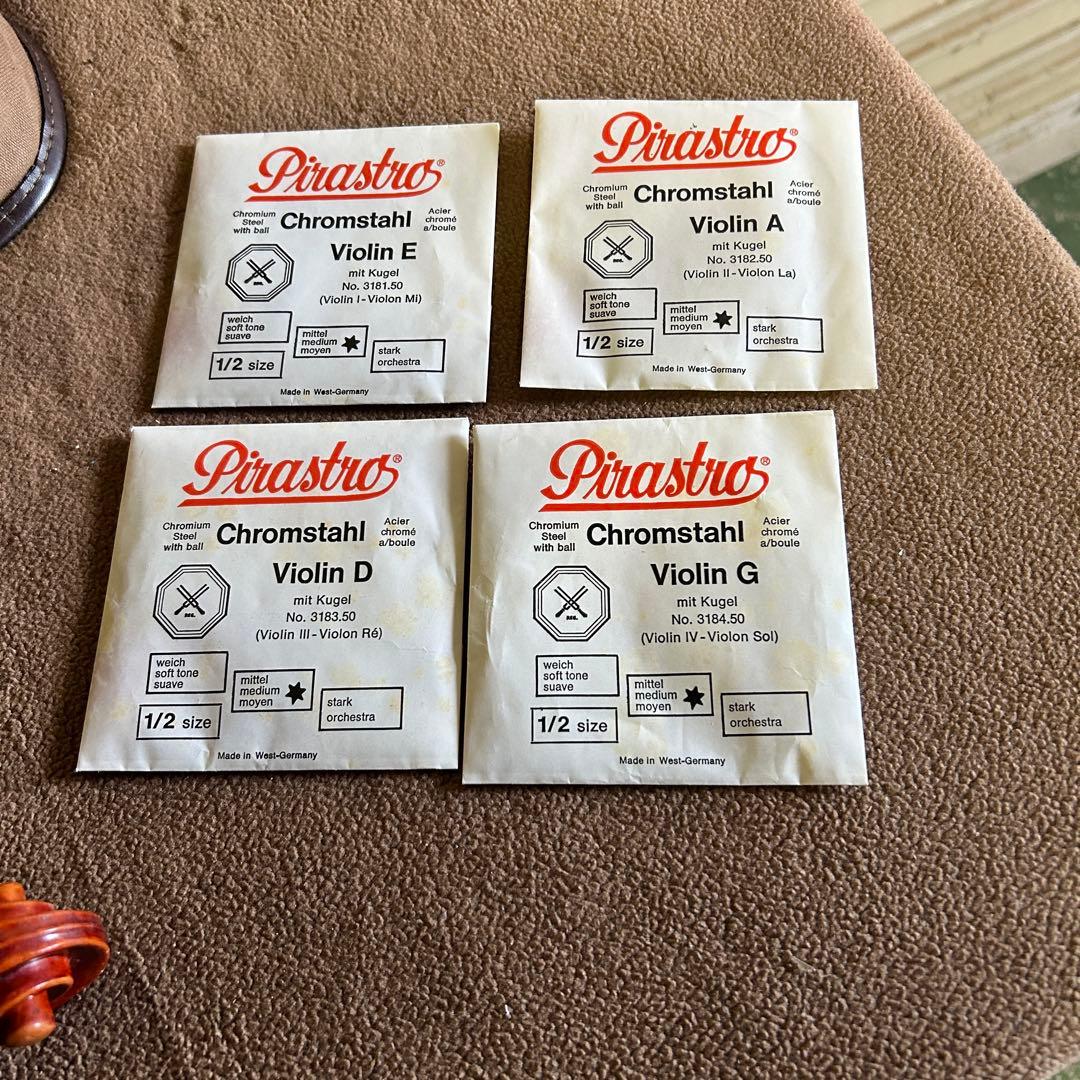 Pirastro®
Chromium
Steel
with ball
Chromstahl
Acier
chromé
a/boule
Violin E
mit Kugel
No. 3181.50
(Violin I-Violon Mi)
REG.
weich
soft tone
suave
mittel
medium
moyen
stark
orchestra
1/2 size
Made in West-Germany
Pirastro®
Chromium
Steel
with ball
Chromstahl
Acier
chromé
a/boule
Violin A
mit Kugel
No. 3182.50
(Violin II-Violon La)
REG.
weich
soft tone
suave
mittel
medium
moyen
stark
orchestra
1/2 size
Made in West-Germany
Pirastro®
Chromium
Steel
with ball
Chromstahl
Acier
chromé
a/boule
Violin D
mit Kugel
No. 3183.50
(Violin III-Violon Ré)
REG.
weich
soft tone
suave
mittel
medium
moyen
stark
orchestra
1/2 size
Made in West-Germany
Pirastro®
Chromium
Steel
with ball
Chromstahl
Acier
chromé
a/boule
Violin G
mit Kugel
No. 3184.50
(Violin IV-Violon Sol)
REG.
weich
soft tone
suave
mittel
medium
moyen
stark
orchestra
1/2 size
Made in West-Germany